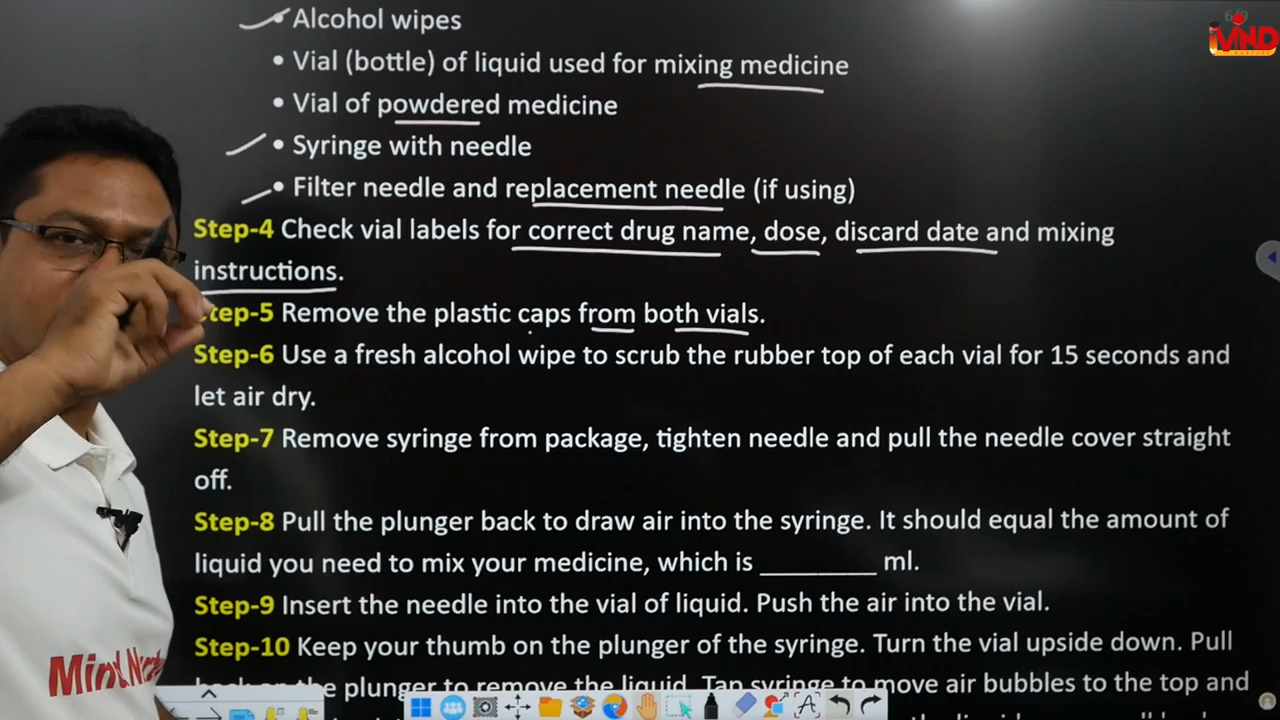 • Alcohol wipes
• Vial (bottle) of liquid used for mixing medicine
• Vial of powdered medicine
• Syringe with needle
• Filter needle and replacement needle (if using)
Step-4 Check vial labels for correct drug name, dose, discard date and mixing
instructions.
Step-5 Remove the plastic caps from both vials.
Step-6 Use a fresh alcohol wipe to scrub the rubber top of each vial for 15 seconds and
let air dry.
Step-7 Remove syringe from package, tighten needle and pull the needle cover straight
off.
Step-8 Pull the plunger back to draw air into the syringe. It should equal the amount of
liquid you need to mix your medicine, which is ________ ml.
Step-9 Insert the needle into the vial of liquid. Push the air into the vial.
Step-10 Keep your thumb on the plunger of the syringe. Turn the vial upside down. Pull
the plunger to remove the liquid. Tap syringe to move air bubbles to the top and
Mind